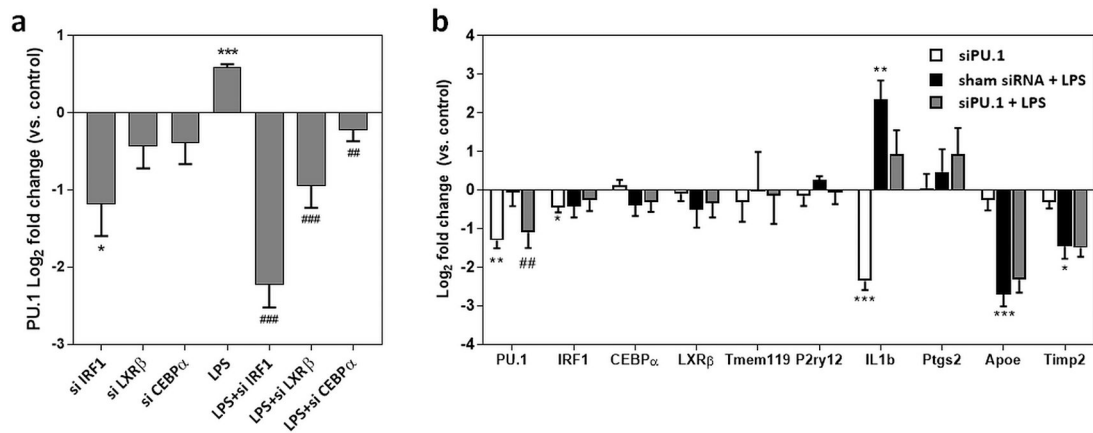 a
PU.1 Log2 fold change (vs. control)
1
0
-1
-2
-3
***
*
###
###
##
si IRF1
si LXRβ
si CEBPα
LPS
LPS+si IRF1
LPS+si LXRβ
LPS+si CEBPα
b
Log2 fold change (vs. control)
4
3
2
1
0
-1
-2
-3
-4
siPU.1
sham siRNA + LPS
siPU.1 + LPS
**
**
##
*
***
***
*
PU.1 IRF1 CEBPα LXRβ Tmem119 P2ry12 IL1b Ptgs2 Apoe Timp2